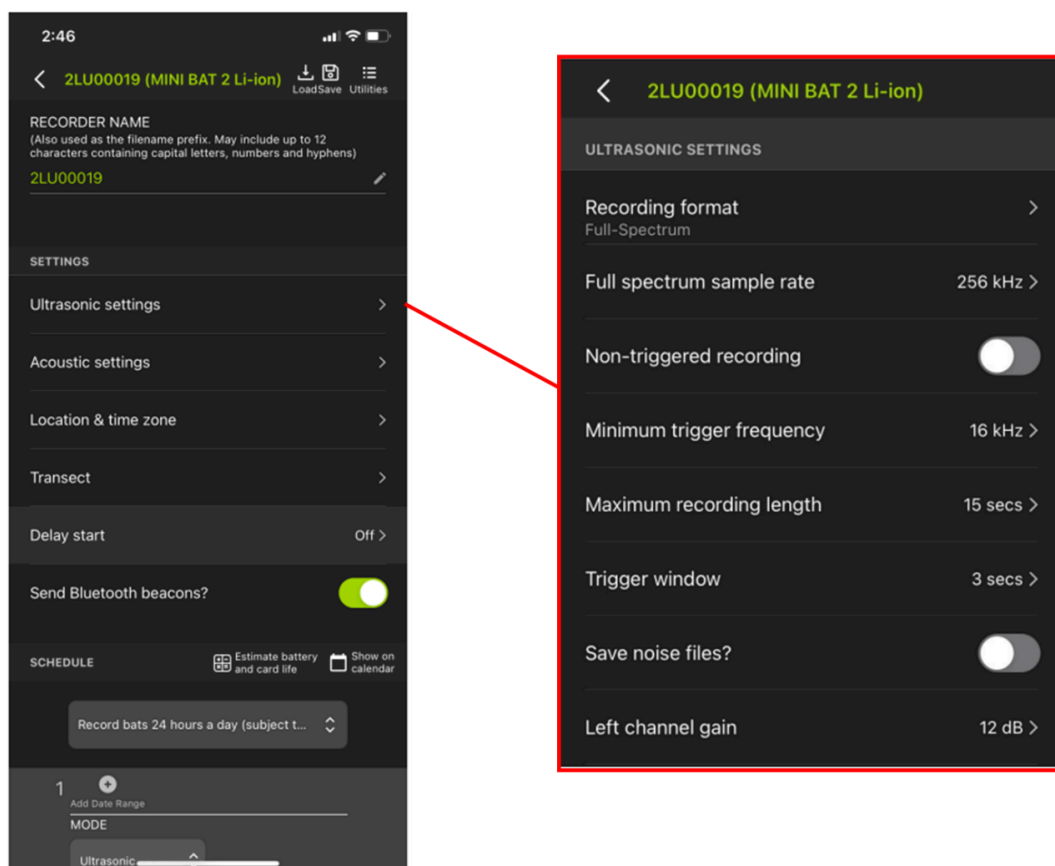 2:46
2LU00019 (MINI BAT 2 Li-ion)
Load Save Utilities
RECORDER NAME
(Also used as the filename prefix. May include up to 12
characters containing capital letters, numbers and hyphens)
2LU00019
SETTINGS
Ultrasonic settings
Acoustic settings
Location & time zone
Transect
Delay start Off
Send Bluetooth beacons?
SCHEDULE
Estimate battery
and card life
Show on
calendar
Record bats 24 hours a day (subject t...
1
Add Date Range
MODE
Ultrasonic
2LU00019 (MINI BAT 2 Li-ion)
ULTRASONIC SETTINGS
Recording format
Full-Spectrum
Full spectrum sample rate 256 kHz
Non-triggered recording
Minimum trigger frequency 16 kHz
Maximum recording length 15 secs
Trigger window 3 secs
Save noise files?
Left channel gain 12 dB